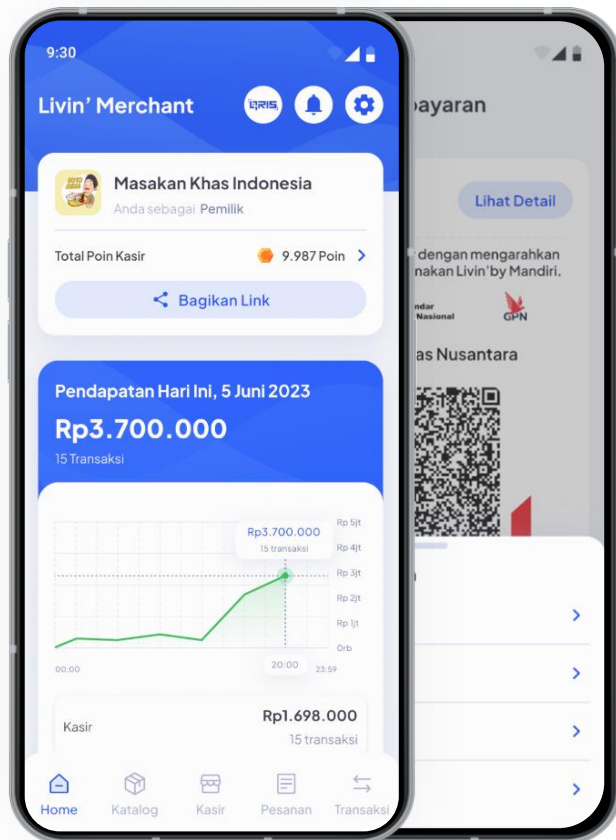 9:30
Livin' Merchant
QRIS
Masakan Khas Indonesia
Anda sebagai Pemilik
Total Poin Kasir
9.987 Poin
Bagikan Link
Pendapatan Hari Ini, 5 Juni 2023
Rp3.700.000
15 Transaksi
Rp3.700.000
15 transaksi
Rp 5jt
Rp 4jt
Rp 3jt
Rp 2jt
Rp 1jt
0rb
00:00
20:00
23:59
Kasir
Rp1.698.000
15 transaksi
Home
Katalog
Kasir
Pesanan
Transaksi
bayaran
Lihat Detail
dengan mengarahkan
nakan Livin'by Mandiri.
ndar
Nasional
GPN
as Nusantara